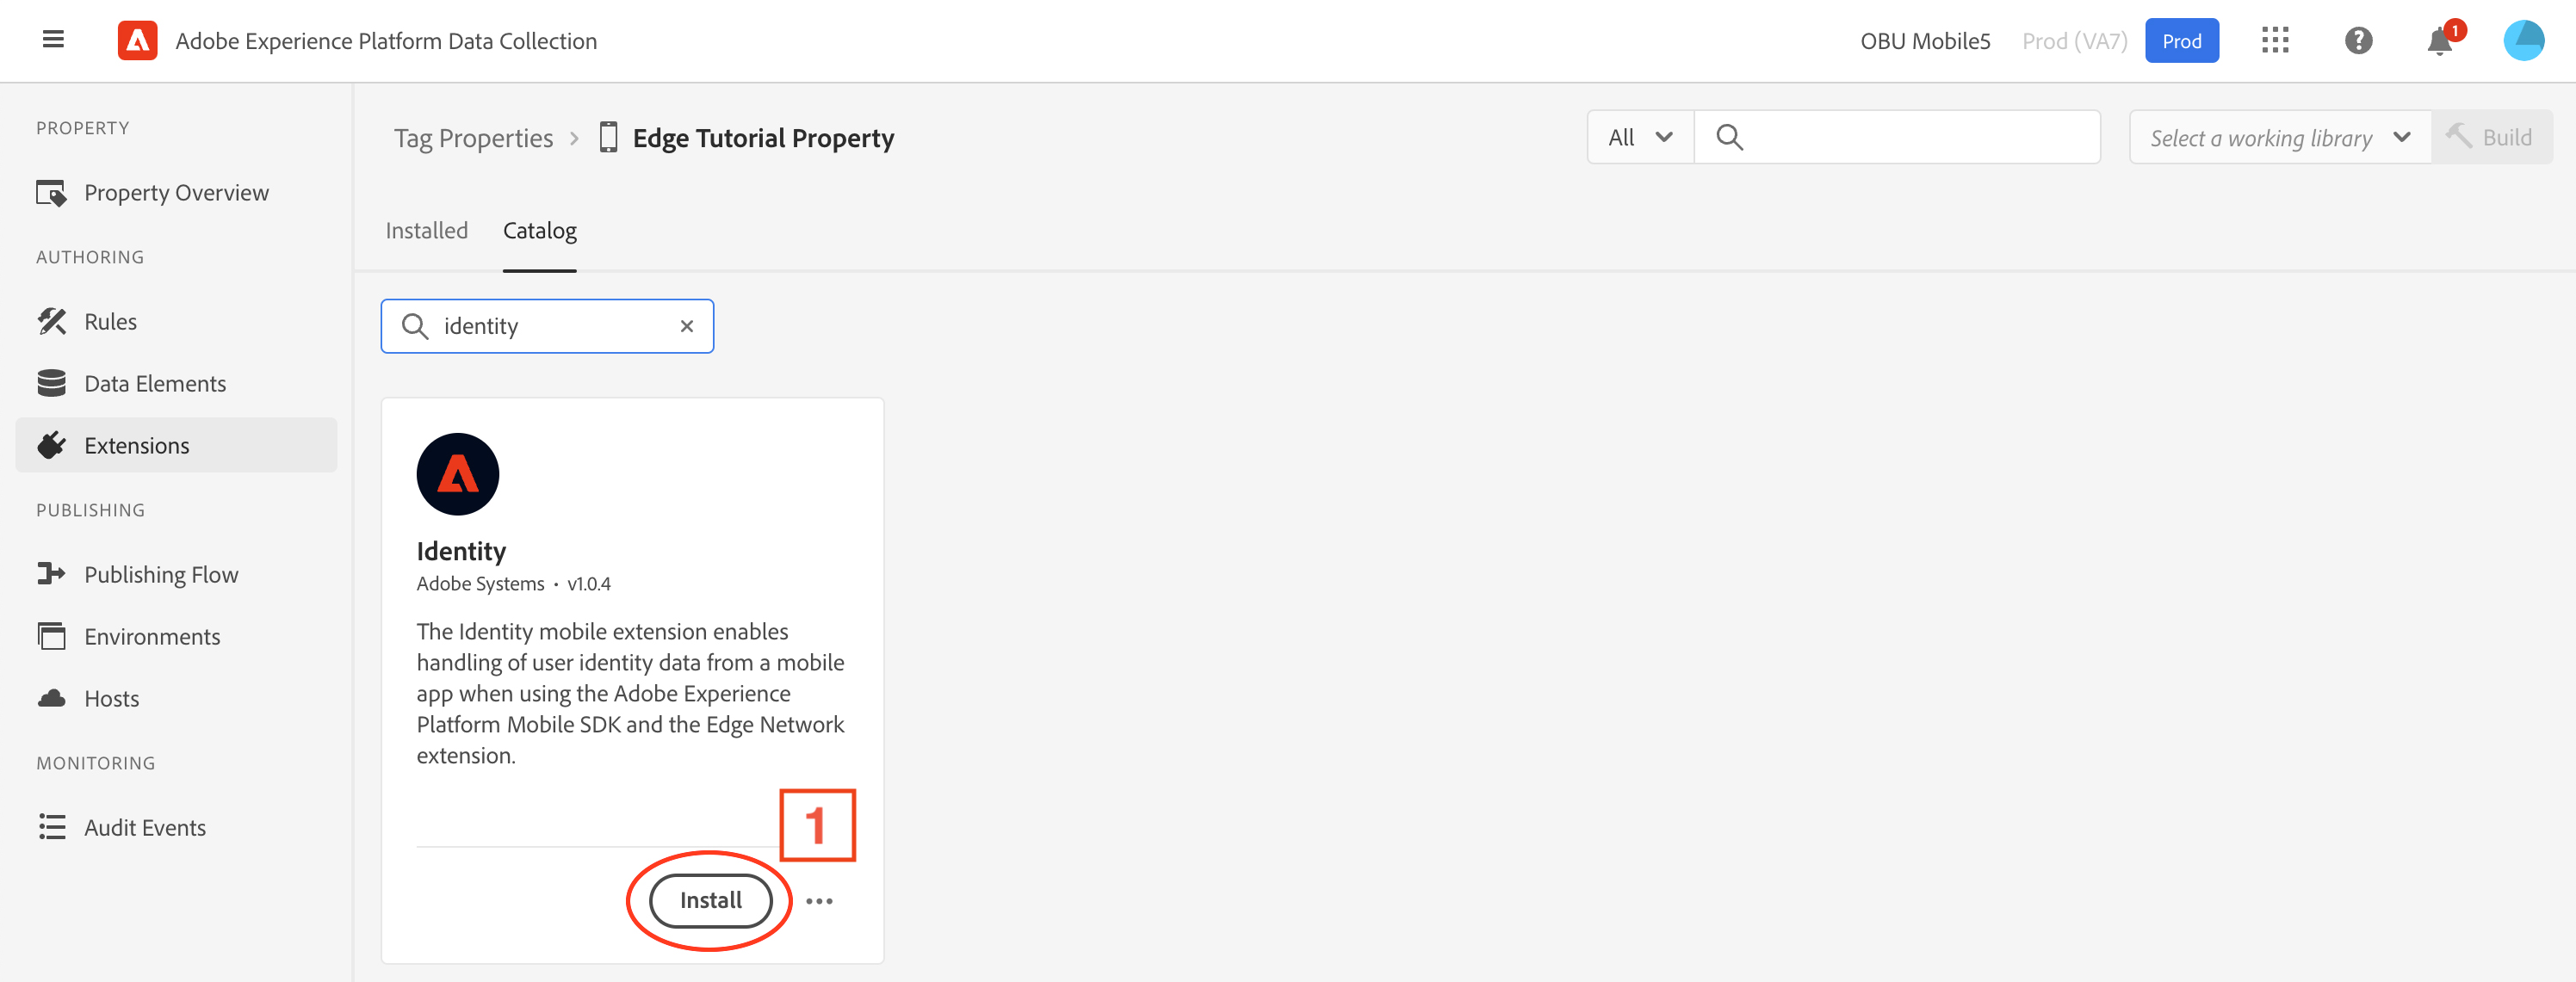 Adobe Experience Platform Data Collection
OBU Mobile5
Prod (VA7)
Prod
1
PROPERTY
Property Overview
AUTHORING
Rules
Data Elements
Extensions
PUBLISHING
Publishing Flow
Environments
Hosts
MONITORING
Audit Events
Tag Properties
Edge Tutorial Property
All
Select a working library
Build
Installed
Catalog
identity
Identity
Adobe Systems • v1.0.4
The Identity mobile extension enables
handling of user identity data from a mobile
app when using the Adobe Experience
Platform Mobile SDK and the Edge Network
extension.
1
Install